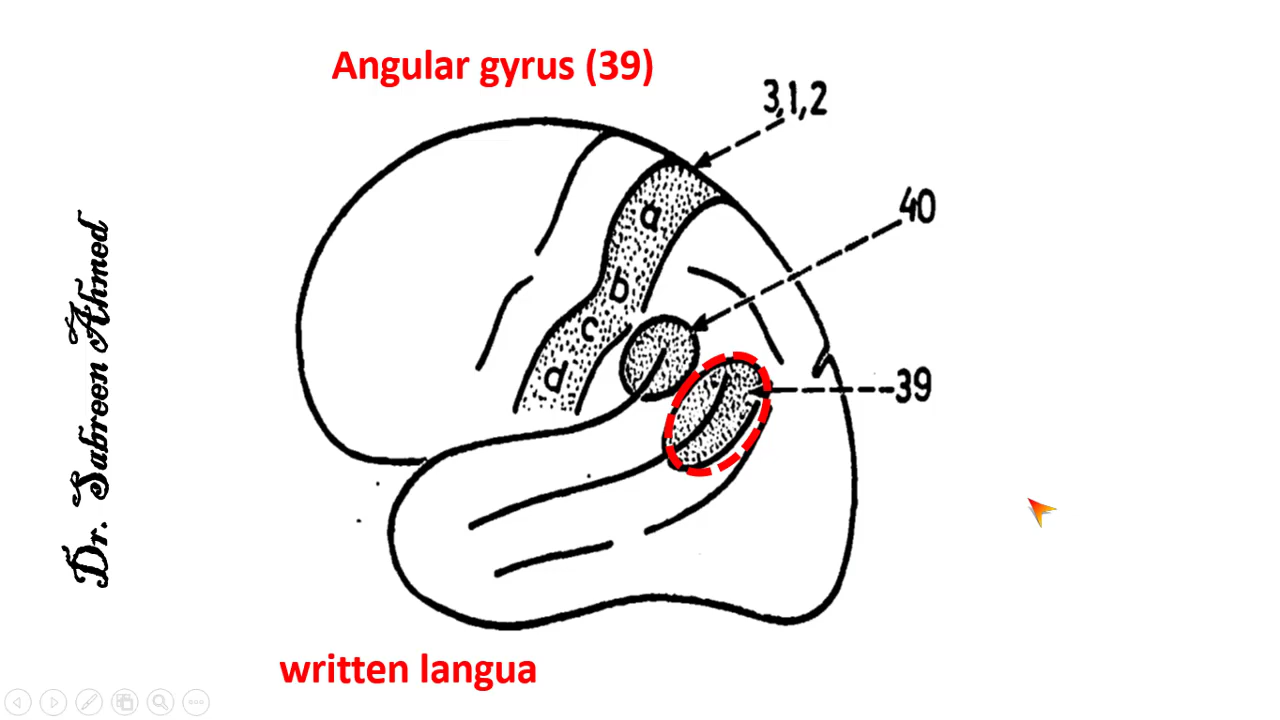 Angular gyrus (39)
3,1,2
40
a
b
c
d
39
Dr. Sabreen Ahmed
written langua